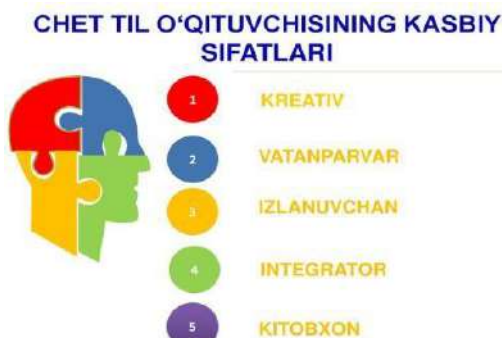 CHET TIL O‘QITUVCHISINING KASBIY
SIFATLARI
1 KREATIV
2 VATANPARVAR
3 IZLANUVCHAN
4 INTEGRATOR
5 KITOBXON